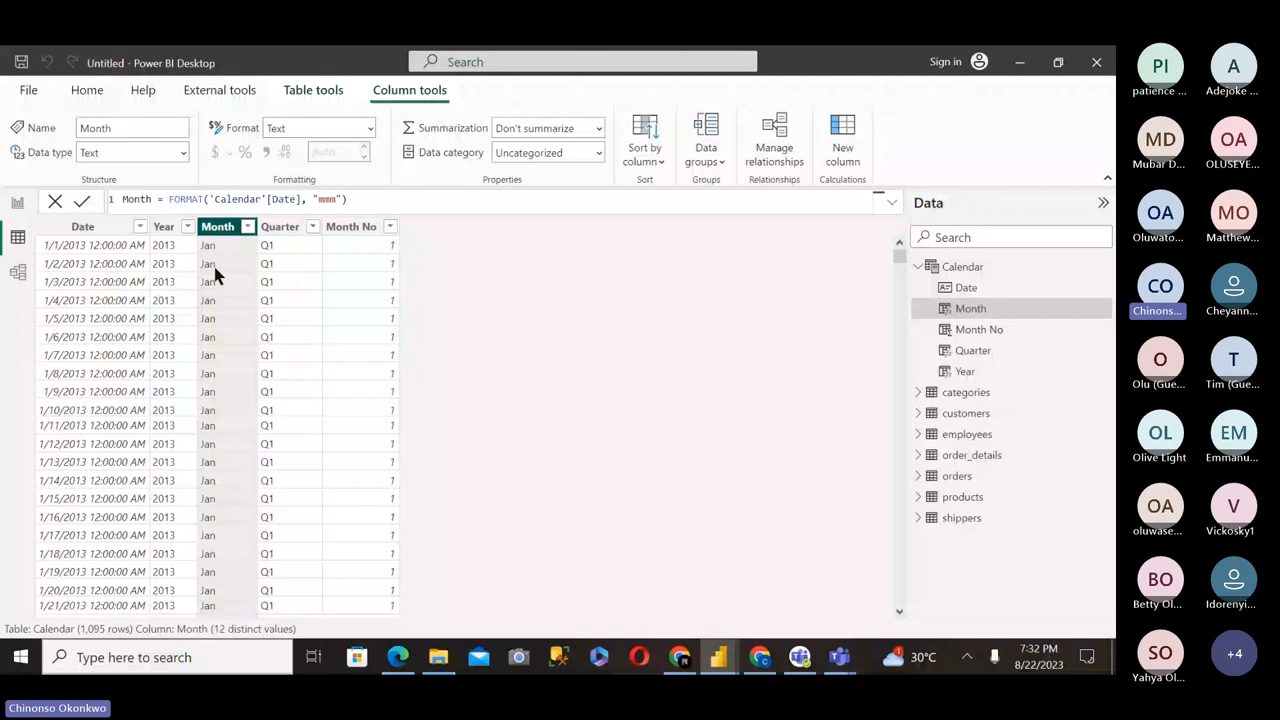 Untitled - Power BI Desktop
Search
Sign in
File
Home
Help
External tools
Table tools
Column tools
Name
Month
Format
Text
Summarization
Don't summarize
Data type
Text
$
%
Auto
Data category
Uncategorized
Sort by
column
Data
groups
Manage
relationships
New
column
Structure
Formatting
Properties
Sort
Groups
Relationships
Calculations
1 Month = FORMAT('Calendar'[Date], "mmm")
Date Year Month Quarter Month No
1/1/2013 12:00:00 AM 2013 Jan Q1 1
1/2/2013 12:00:00 AM 2013 Jan Q1 1
1/3/2013 12:00:00 AM 2013 Jan Q1 1
1/4/2013 12:00:00 AM 2013 Jan Q1 1
1/5/2013 12:00:00 AM 2013 Jan Q1 1
1/6/2013 12:00:00 AM 2013 Jan Q1 1
1/7/2013 12:00:00 AM 2013 Jan Q1 1
1/8/2013 12:00:00 AM 2013 Jan Q1 1
1/9/2013 12:00:00 AM 2013 Jan Q1 1
1/10/2013 12:00:00 AM 2013 Jan Q1 1
1/11/2013 12:00:00 AM 2013 Jan Q1 1
1/12/2013 12:00:00 AM 2013 Jan Q1 1
1/13/2013 12:00:00 AM 2013 Jan Q1 1
1/14/2013 12:00:00 AM 2013 Jan Q1 1
1/15/2013 12:00:00 AM 2013 Jan Q1 1
1/16/2013 12:00:00 AM 2013 Jan Q1 1
1/17/2013 12:00:00 AM 2013 Jan Q1 1
1/18/2013 12:00:00 AM 2013 Jan Q1 1
1/19/2013 12:00:00 AM 2013 Jan Q1 1
1/20/2013 12:00:00 AM 2013 Jan Q1 1
1/21/2013 12:00:00 AM 2013 Jan Q1 1
Table: Calendar (1,095 rows) Column: Month (12 distinct values)
Data
Search
Calendar
Date
Month
Month No
Quarter
Year
categories
customers
employees
order_details
orders
products
shippers
Type here to search
30°C
7:32 PM
8/22/2023
Chinonso Okonkwo
PI
patience ...
A
Adejoke ...
MD
Mubar D...
OA
OLUSEYE...
OA
Oluwato...
MO
Matthew...
CO
Chinons...
Cheyann...
O
Olu (Gue...
T
Tim (Gue...
OL
Olive Light
EM
Emmanu...
OA
oluwase...
V
Vickosky1
BO
Betty Ol...
Idorenyi...
SO
Yahya Ol...
+4